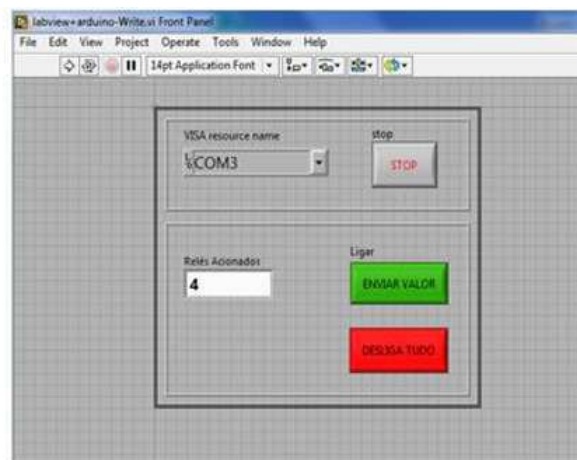 labview+arduino-Write.vi Front Panel
File Edit View Project Operate Tools Window Help
14pt Application Font
VISA resource name
stop
COM3
STOP
Relés Acionados
Ligar
4
ENVIAR VALOR
DESLIGA TUDO